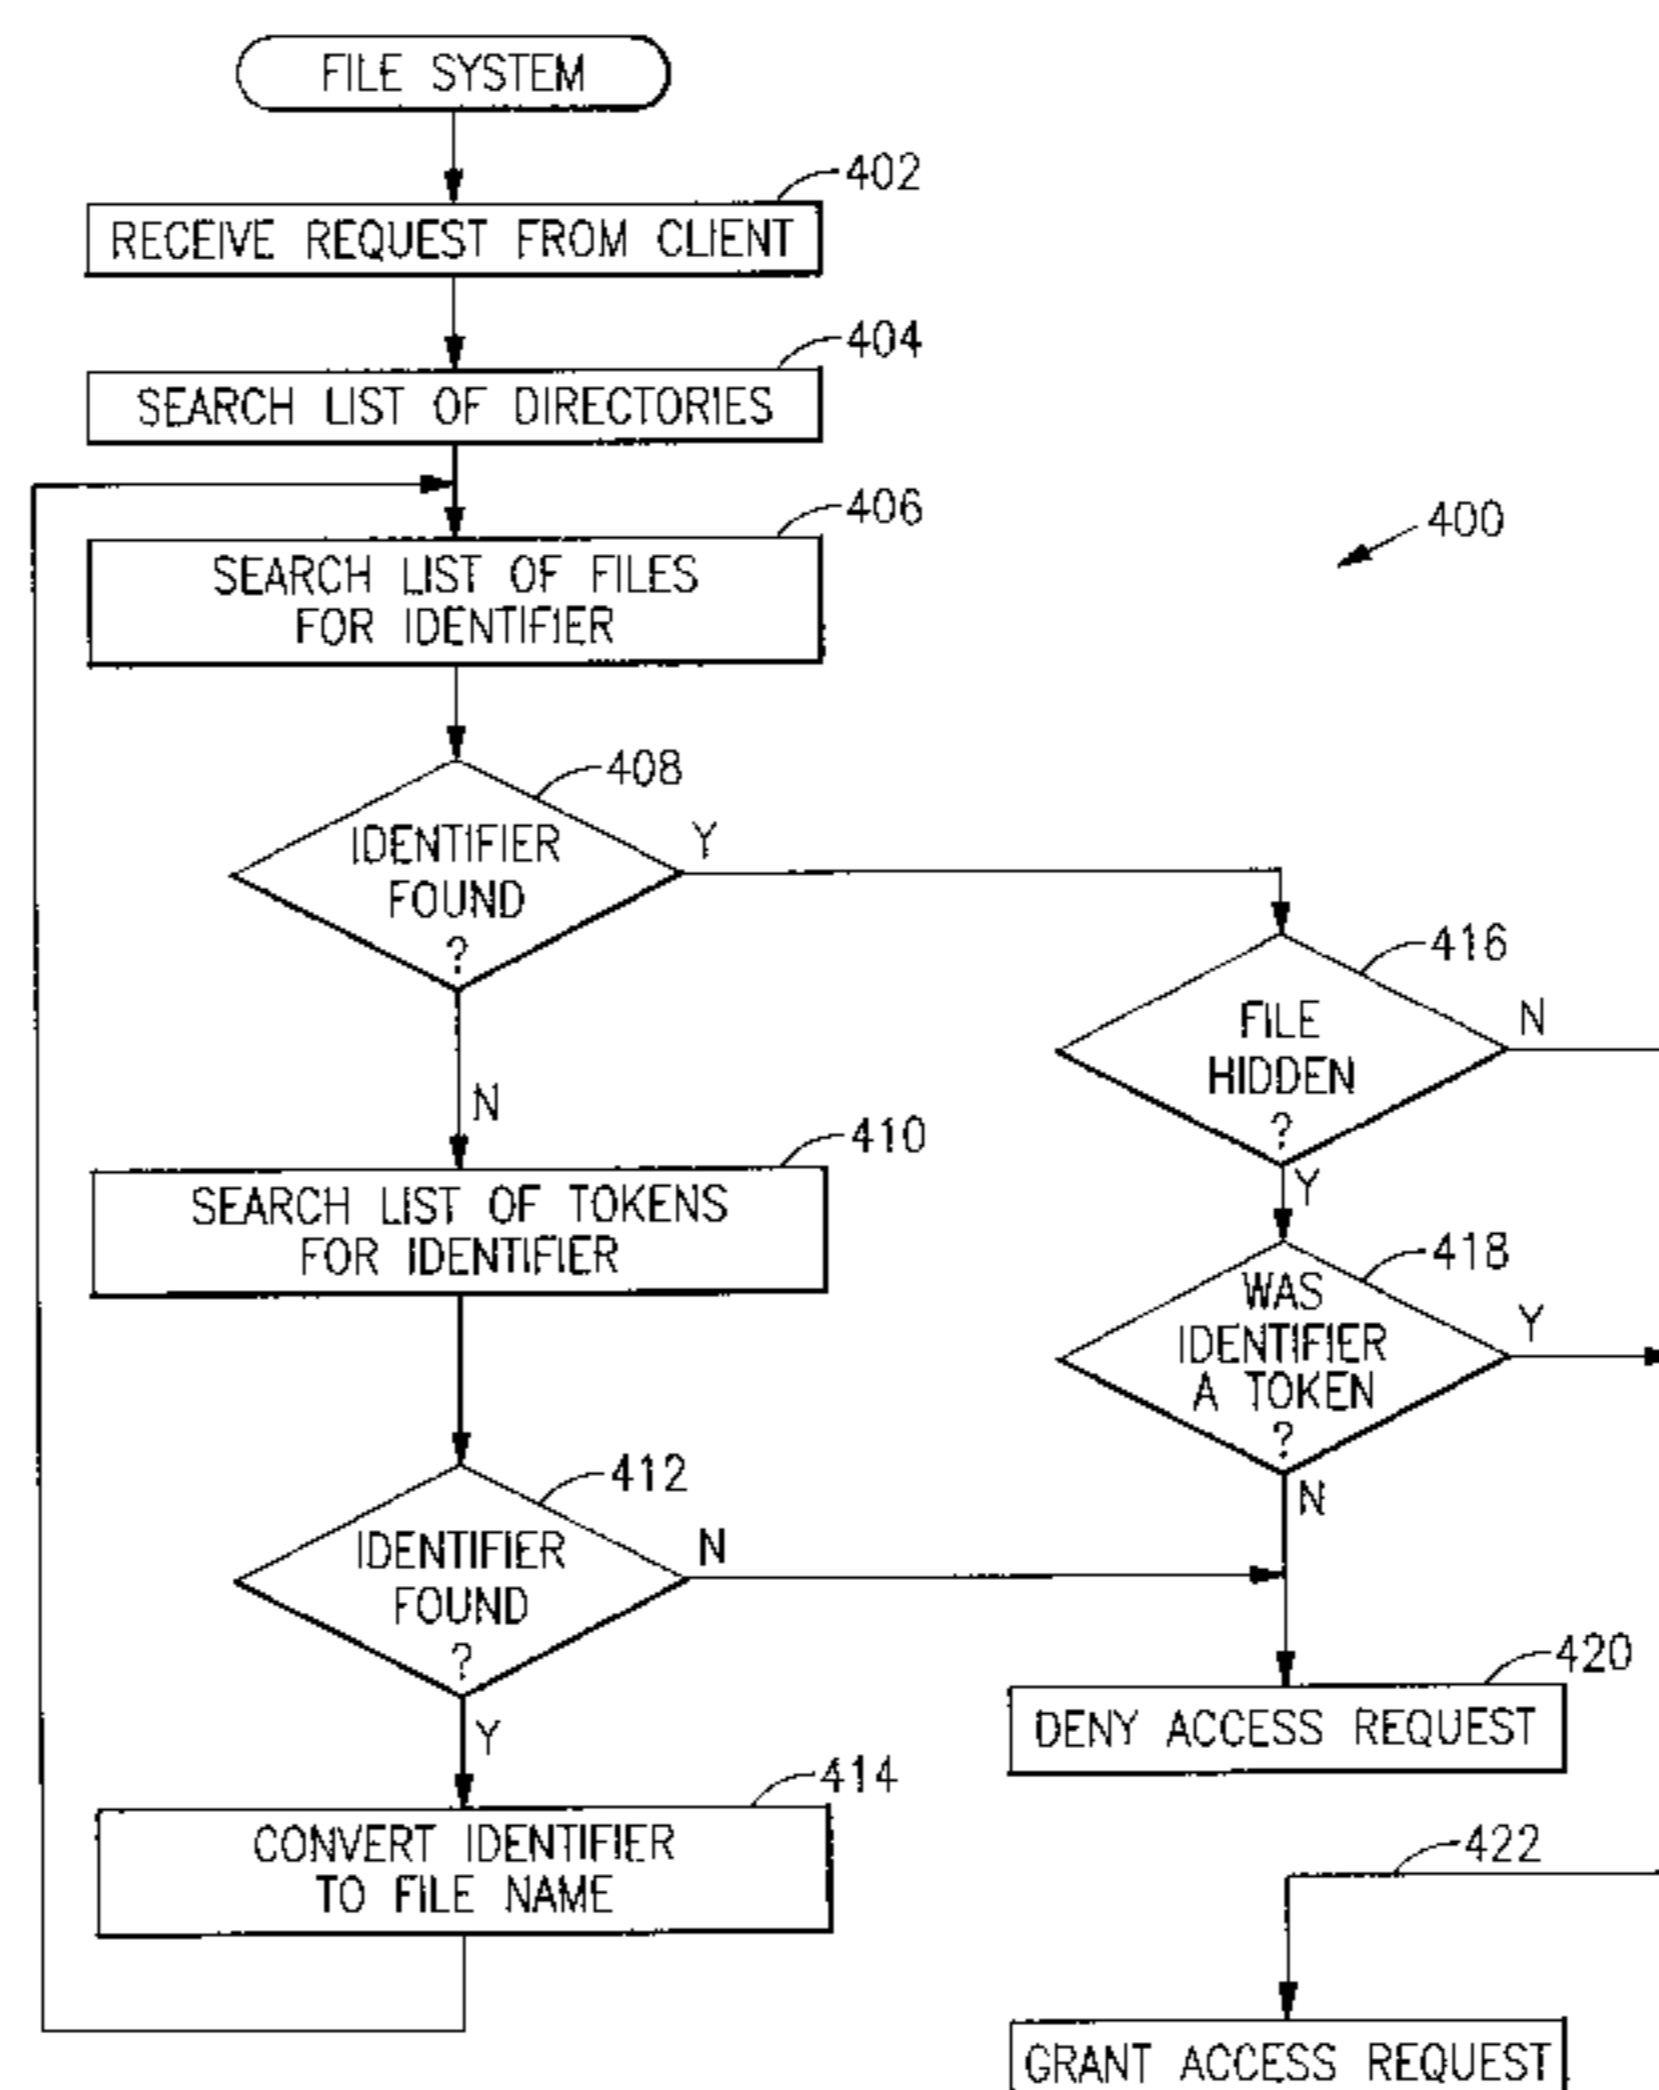 FILE SYSTEM
402
RECEIVE REQUEST FROM CLIENT
404
SEARCH LIST OF DIRECTORIES
406
SEARCH LIST OF FILES
FOR IDENTIFIER
400
408
IDENTIFIER
FOUND
?
Y
N
416
FILE
HIDDEN
?
N
Y
410
SEARCH LIST OF TOKENS
FOR IDENTIFIER
418
WAS
IDENTIFIER
A TOKEN
?
Y
N
412
IDENTIFIER
FOUND
?
N
Y
420
DENY ACCESS REQUEST
414
CONVERT IDENTIFIER
TO FILE NAME
422
GRANT ACCESS REQUEST